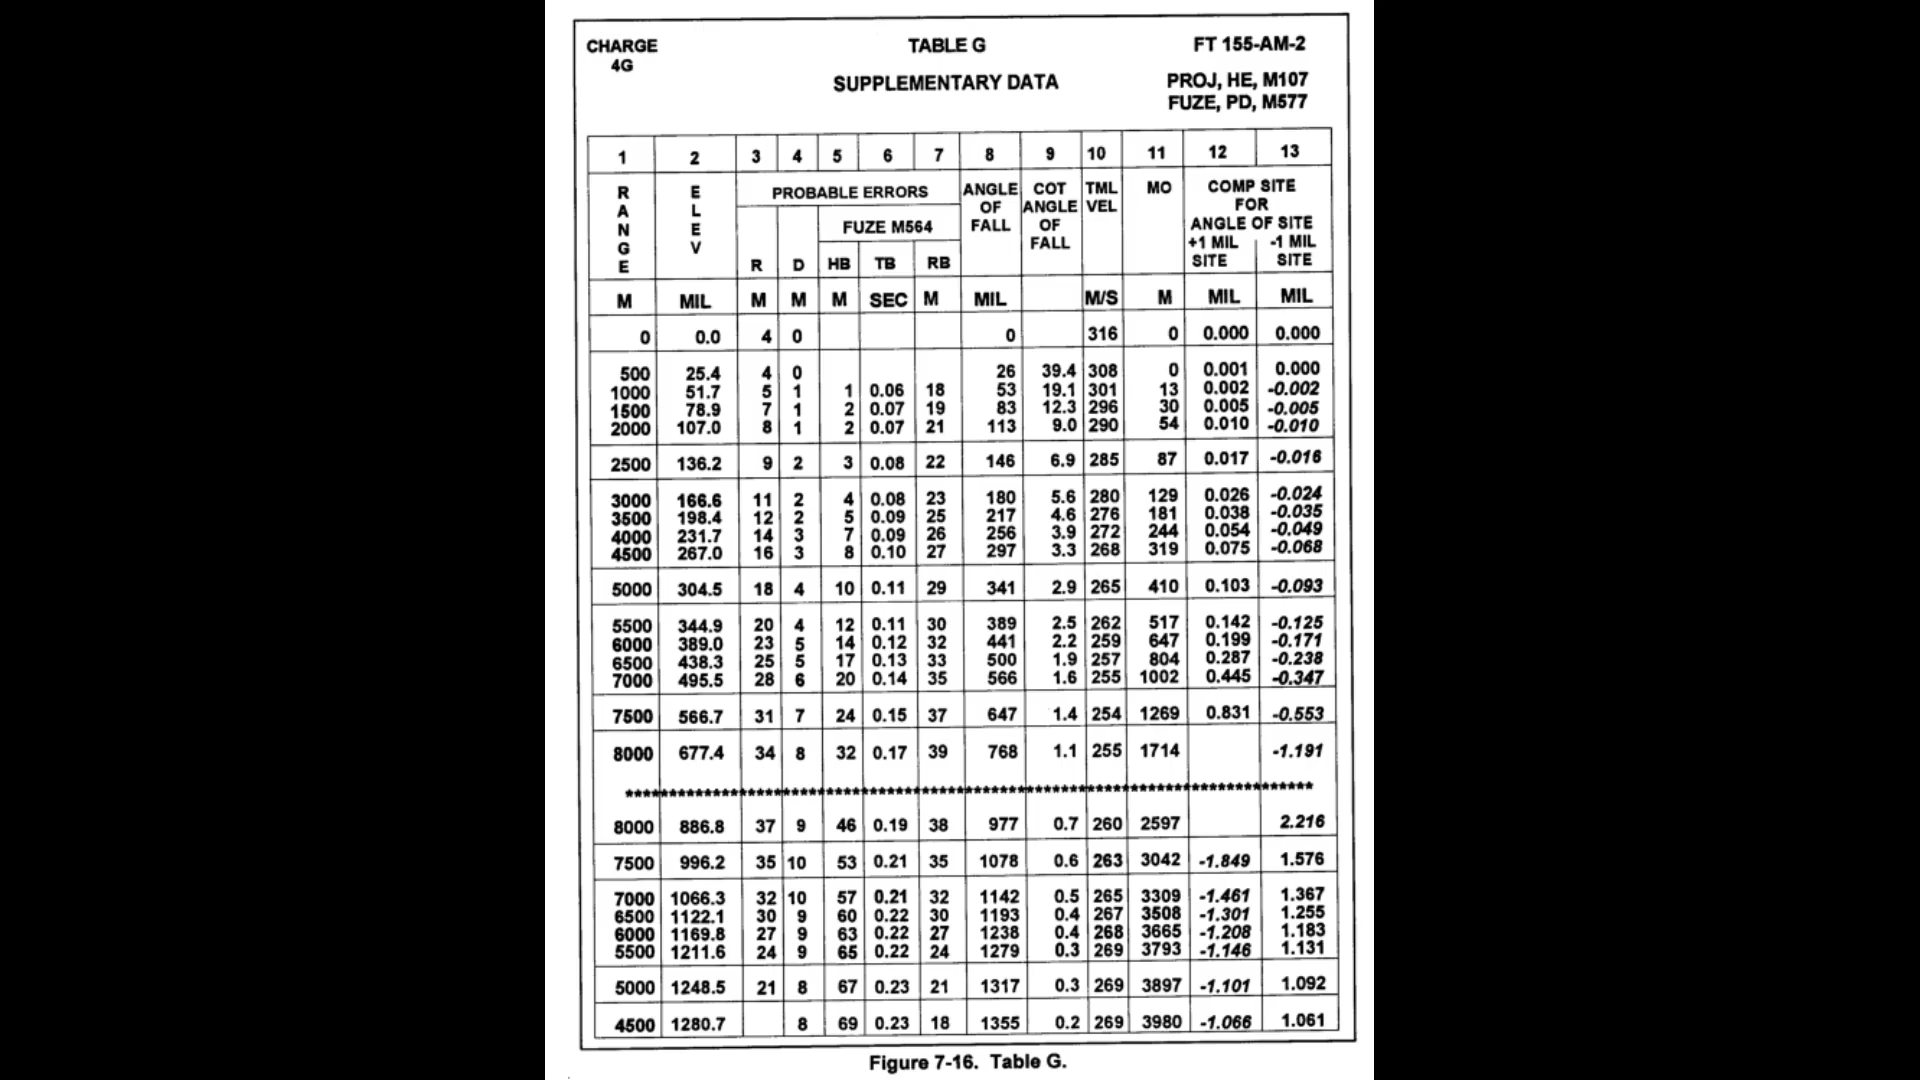 CHARGE TABLE G FT 155-AM-2
4G
SUPPLEMENTARY DATA PROJ, HE, M107
FUZE, PD, M577
1 2 3 4 5 6 7 8 9 10 11 12 13
RANGE ELEV PROBABLE ERRORS ANGLE OF FALL COT ANGLE OF FALL TML VEL MO COMP SITE FOR ANGLE OF SITE
FUZE M564 +1 MIL SITE -1 MIL SITE
R D HB TB RB
M MIL M M M SEC M MIL M/S M MIL MIL
0 0.0 4 0 0 316 0 0.000 0.000
500 25.4 4 0 26 39.4 308 0 0.001 0.000
1000 51.7 5 1 1 0.06 18 53 19.1 301 13 0.002 -0.002
1500 78.9 7 1 2 0.07 19 83 12.3 296 30 0.005 -0.005
2000 107.0 8 1 2 0.07 21 113 9.0 290 54 0.010 -0.010
2500 136.2 9 2 3 0.08 22 146 6.9 285 87 0.017 -0.016
3000 166.6 11 2 4 0.08 23 180 5.6 280 129 0.026 -0.024
3500 198.4 12 2 5 0.09 25 217 4.6 276 181 0.038 -0.035
4000 231.7 14 3 7 0.09 26 256 3.9 272 244 0.054 -0.049
4500 267.0 16 3 8 0.10 27 297 3.3 268 319 0.075 -0.068
5000 304.5 18 4 10 0.11 29 341 2.9 265 410 0.103 -0.093
5500 344.9 20 4 12 0.11 30 389 2.5 262 517 0.142 -0.125
6000 389.0 23 5 14 0.12 32 441 2.2 259 647 0.199 -0.171
6500 438.3 25 5 17 0.13 33 500 1.9 257 804 0.287 -0.238
7000 495.5 28 6 20 0.14 35 566 1.6 255 1002 0.445 -0.347
7500 566.7 31 7 24 0.15 37 647 1.4 254 1269 0.831 -0.553
8000 677.4 34 8 32 0.17 39 768 1.1 255 1714 -1.191
8000 886.8 37 9 46 0.19 38 977 0.7 260 2597 2.216
7500 996.2 35 10 53 0.21 35 1078 0.6 263 3042 -1.849 1.576
7000 1066.3 32 10 57 0.21 32 1142 0.5 265 3309 -1.461 1.367
6500 1122.1 30 9 60 0.22 30 1193 0.4 267 3508 -1.301 1.255
6000 1169.8 27 9 63 0.22 27 1238 0.4 268 3665 -1.208 1.183
5500 1211.6 24 9 65 0.22 24 1279 0.3 269 3793 -1.146 1.131
5000 1248.5 21 8 67 0.23 21 1317 0.3 269 3897 -1.101 1.092
4500 1280.7 8 69 0.23 18 1355 0.2 269 3980 -1.066 1.061
Figure 7-16. Table G.